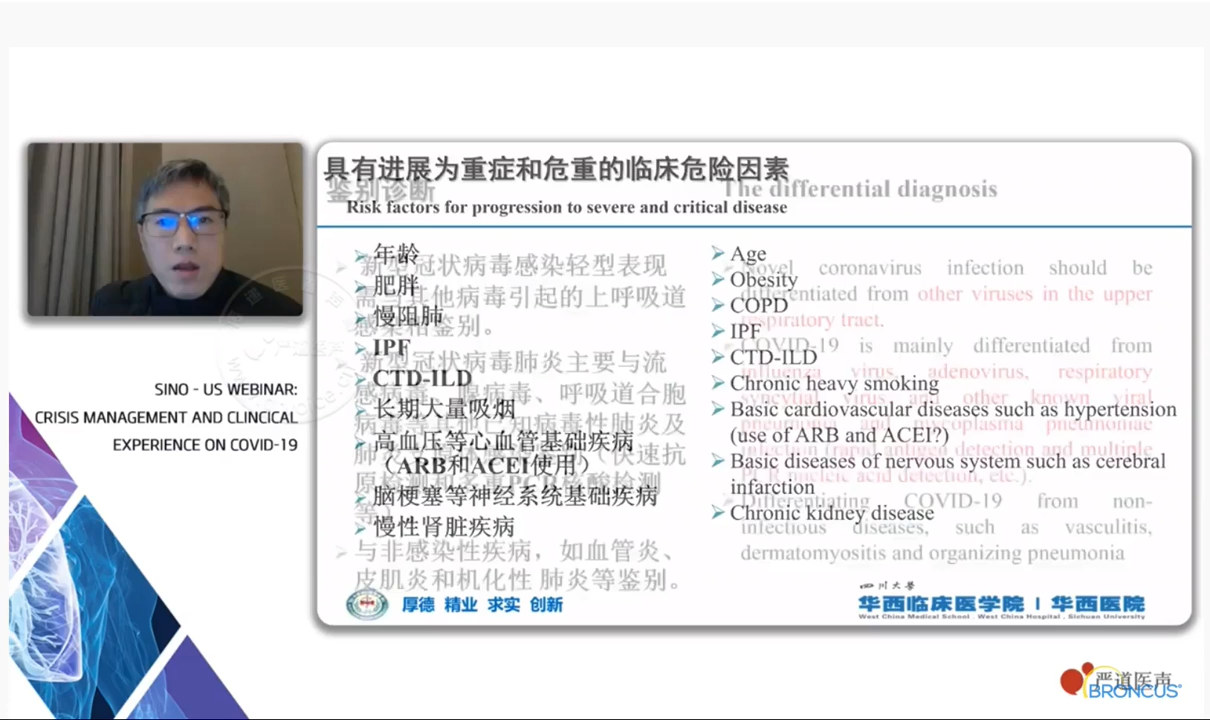 具有进展为重症和危重的临床危险因素
鉴别诊断
The differential diagnosis
Risk factors for progression to severe and critical disease
年龄
肥胖
慢阻肺
IPF
CTD-ILD
长期大量吸烟
高血压等心血管基础疾病
（ARB和ACEI使用）
脑梗塞等神经系统基础疾病
慢性肾脏疾病
新型冠状病毒感染轻型表现
需与其他病毒引起的上呼吸道
感染相鉴别。
新型冠状病毒肺炎主要与流
感病毒、腺病毒、呼吸道合胞
病毒等其他已知病毒性肺炎及
与非感染性疾病，如血管炎、
皮肌炎和机化性 肺炎等鉴别。
Age
Obesity
COPD
IPF
CTD-ILD
Chronic heavy smoking
Basic cardiovascular diseases such as hypertension
(use of ARB and ACEI?)
Basic diseases of nervous system such as cerebral
infarction
Chronic kidney disease
Novel coronavirus infection should be
differentiated from other viruses in the upper
respiratory tract.
COVID-19 is mainly differentiated from
influenza virus, adenovirus, respiratory
syncytial virus and other known viral
pneumonia and mycoplasma pneumoniae
infection (rapid antigen detection and multiple
PCR nucleic acid detection, etc.).
Differentiating COVID-19 from non-
infectious diseases, such as vasculitis,
dermatomyositis and organizing pneumonia
厚德 精业 求实 创新
四川大学
华西临床医学院 | 华西医院
West China Medical School , West China Hospital , Sichuan University
SINO - US WEBINAR:
CRISIS MANAGEMENT AND CLINCICAL
EXPERIENCE ON COVID-19
严道医声
BRONCUS